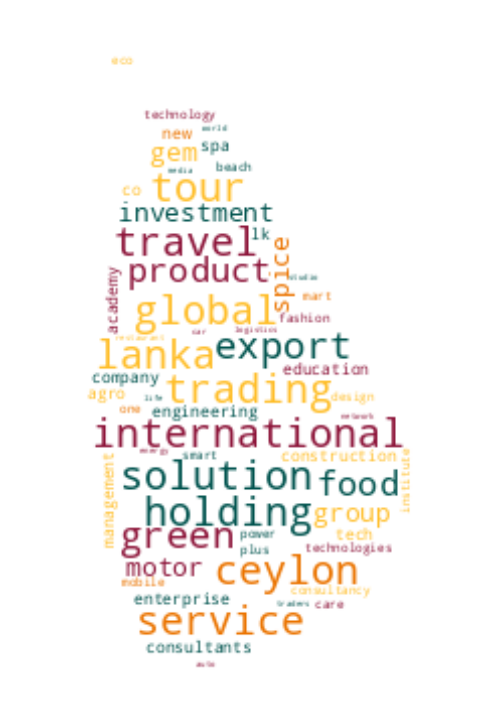 eco
technology
world
new
spa
gem
media
beach
co
tour
investment
travel
lk
product
spice
studio
academy
mart
global
fashion
car
logistics
restaurant
lanka
export
company
education
agro
trading
life
design
one
engineering
network
international
energy
smart
construction
management
institute
solution
food
holding
group
green
power
tech
plus
technologies
motor
ceylon
mobile
consultancy
enterprise
traders
care
service
consultants
auto